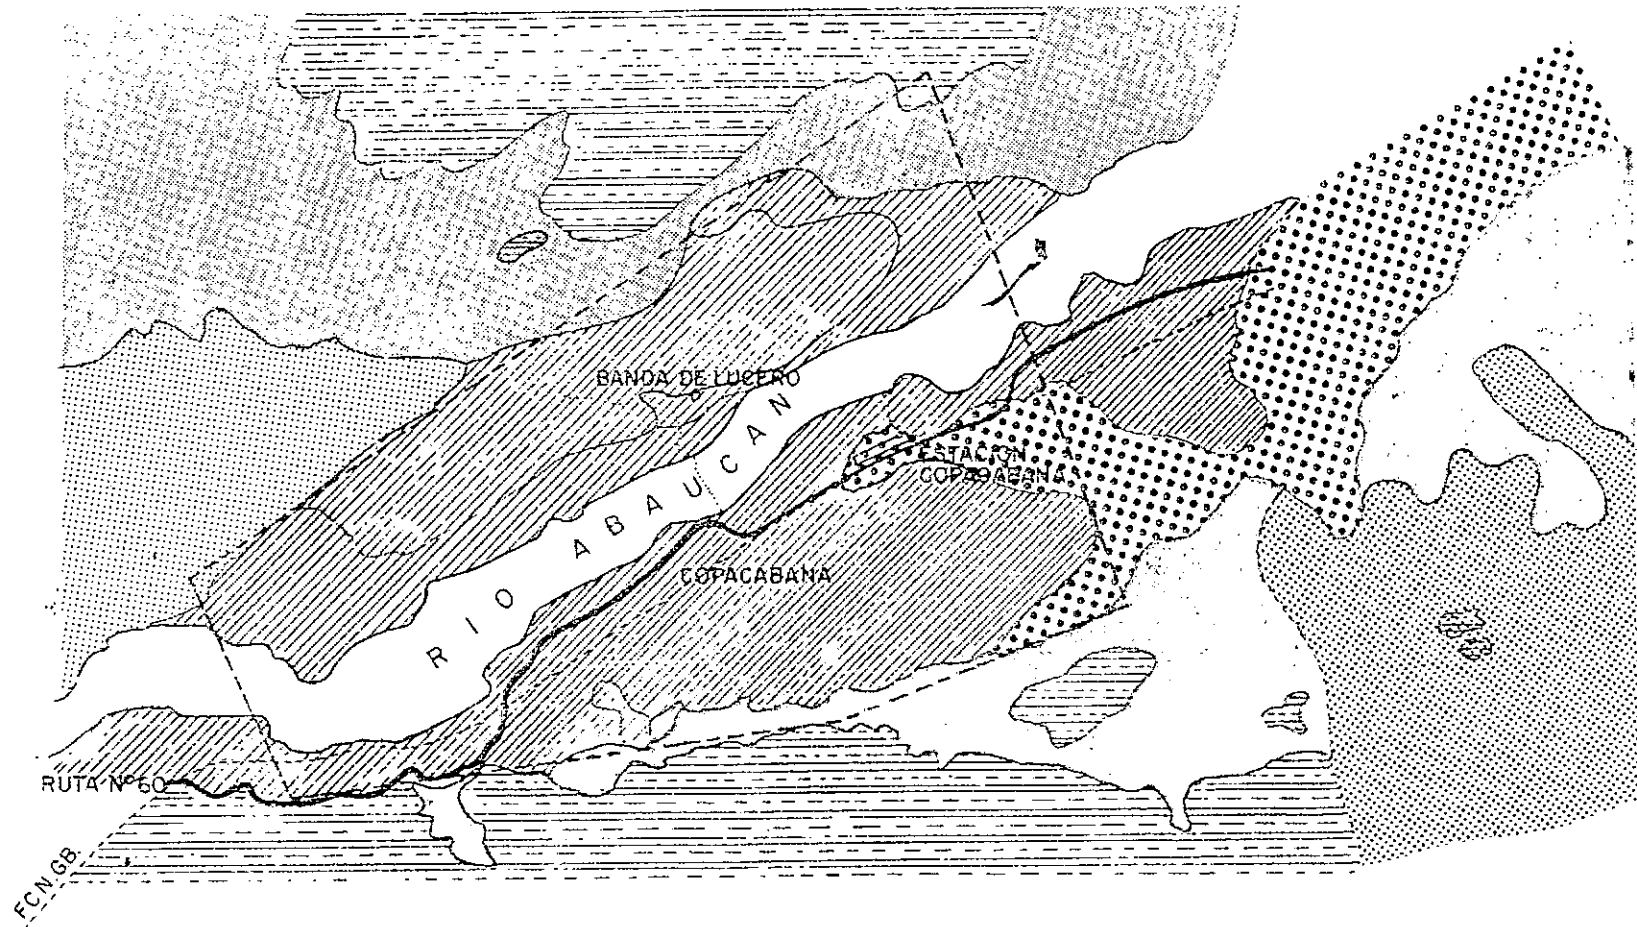 BANDA DE LUCERO
RIO ABAUCAN
ESTACION
COPACABANA
COPACABANA
RUTA Nº 60
F.C.N.G.B.